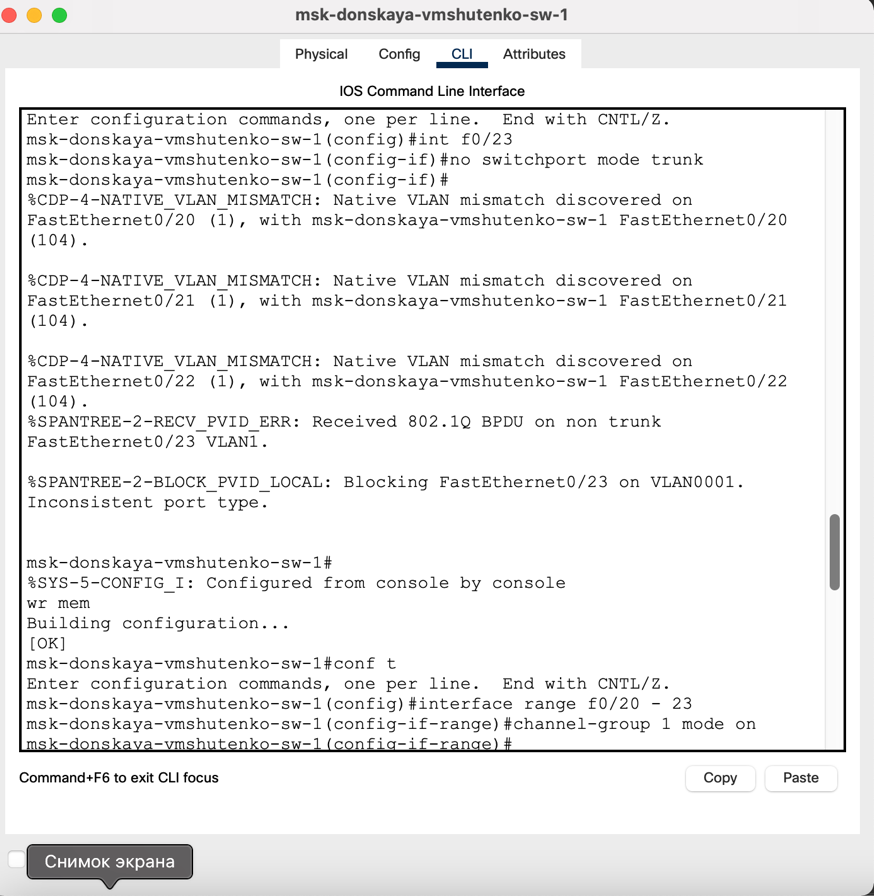 msk-donskaya-vmshutenko-sw-1
Physical Config CLI Attributes
IOS Command Line Interface
Enter configuration commands, one per line.  End with CNTL/Z.
msk-donskaya-vmshutenko-sw-1(config)#int f0/23
msk-donskaya-vmshutenko-sw-1(config-if)#no switchport mode trunk
msk-donskaya-vmshutenko-sw-1(config-if)#
%CDP-4-NATIVE_VLAN_MISMATCH: Native VLAN mismatch discovered on
FastEthernet0/20 (1), with msk-donskaya-vmshutenko-sw-1 FastEthernet0/20
(104).
%CDP-4-NATIVE_VLAN_MISMATCH: Native VLAN mismatch discovered on
FastEthernet0/21 (1), with msk-donskaya-vmshutenko-sw-1 FastEthernet0/21
(104).
%CDP-4-NATIVE_VLAN_MISMATCH: Native VLAN mismatch discovered on
FastEthernet0/22 (1), with msk-donskaya-vmshutenko-sw-1 FastEthernet0/22
(104).
%SPANTREE-2-RECV_PVID_ERR: Received 802.1Q BPDU on non trunk
FastEthernet0/23 VLAN1.
%SPANTREE-2-BLOCK_PVID_LOCAL: Blocking FastEthernet0/23 on VLAN0001.
Inconsistent port type.
msk-donskaya-vmshutenko-sw-1#
%SYS-5-CONFIG_I: Configured from console by console
wr mem
Building configuration...
[OK]
msk-donskaya-vmshutenko-sw-1#conf t
Enter configuration commands, one per line.  End with CNTL/Z.
msk-donskaya-vmshutenko-sw-1(config)#interface range f0/20 - 23
msk-donskaya-vmshutenko-sw-1(config-if-range)#channel-group 1 mode on
msk-donskaya-vmshutenko-sw-1(config-if-range)#
Command+F6 to exit CLI focus
Copy Paste
Снимок экрана